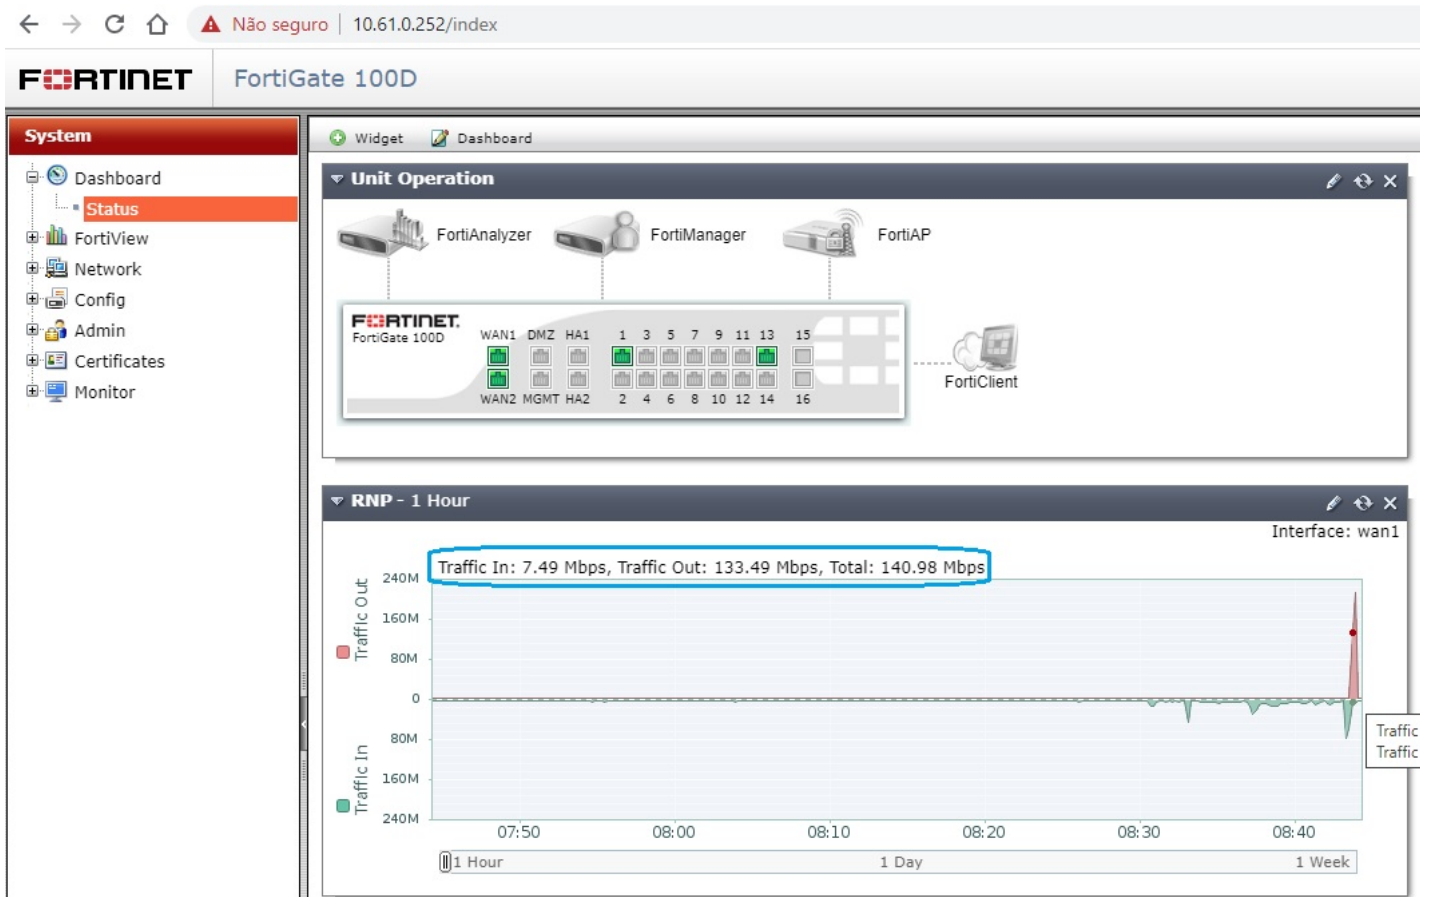 Não seguro | 10.61.0.252/index
FORTINET FortiGate 100D
System
Dashboard
Status
FortiView
Network
Config
Admin
Certificates
Monitor
Widget Dashboard
Unit Operation
FortiAnalyzer FortiManager FortiAP
FORTINET.
FortiGate 100D
WAN1 DMZ HA1 1 3 5 7 9 11 13 15
WAN2 MGMT HA2 2 4 6 8 10 12 14 16
FortiClient
RNP - 1 Hour
Interface: wan1
Traffic In: 7.49 Mbps, Traffic Out: 133.49 Mbps, Total: 140.98 Mbps
Traffic Out
240M
160M
80M
0
80M
160M
240M
Traffic In
Traffic
Traffic
07:50 08:00 08:10 08:20 08:30 08:40
1 Hour 1 Day 1 Week